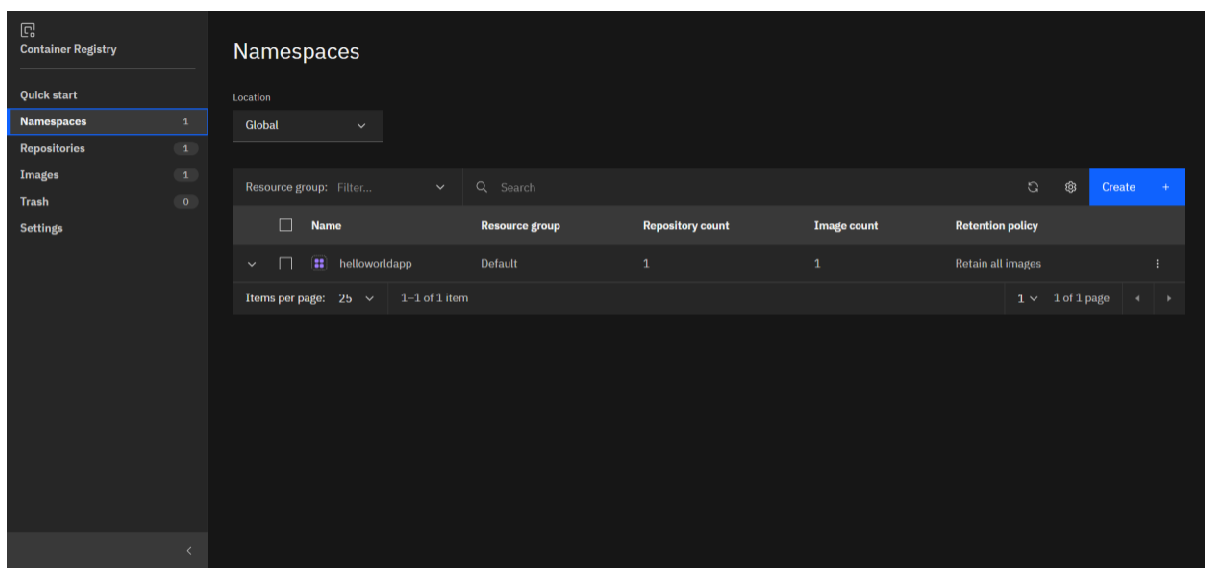 Container Registry
Quick start
Namespaces 1
Repositories 1
Images 1
Trash 0
Settings
Namespaces
Location
Global
Resource group: Filter... Search Create +
Name Resource group Repository count Image count Retention policy
helloworldapp Default 1 1 Retain all images
Items per page: 25 1–1 of 1 item 1 1 of 1 page